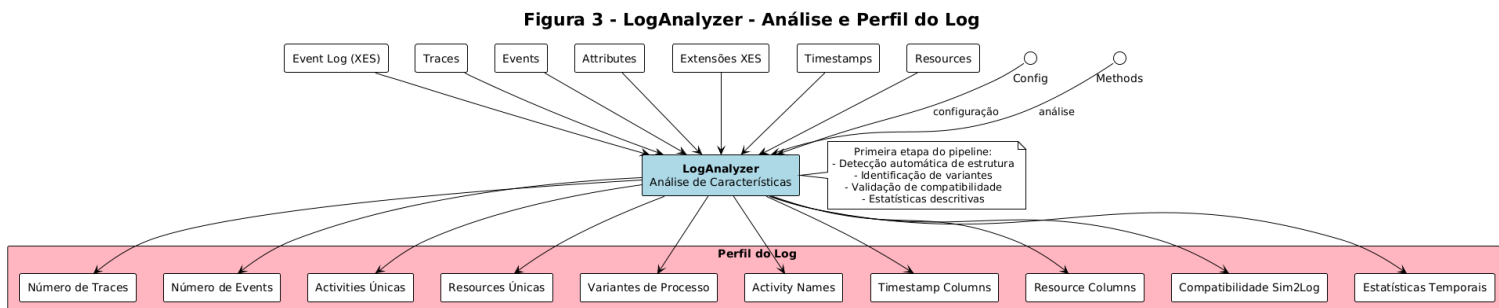 Figura 3 - LogAnalyzer - Análise e Perfil do Log
Event Log (XES)
Traces
Events
Attributes
Extensões XES
Timestamps
Resources
Config
Methods
configuração
análise
LogAnalyzer
Análise de Características
Primeira etapa do pipeline:
- Detecção automática de estrutura
- Identificação de variantes
- Validação de compatibilidade
- Estatísticas descritivas
Perfil do Log
Número de Traces
Número de Events
Activities Únicas
Resources Únicas
Variantes de Processo
Activity Names
Timestamp Columns
Resource Columns
Compatibilidade Sim2Log
Estatísticas Temporais